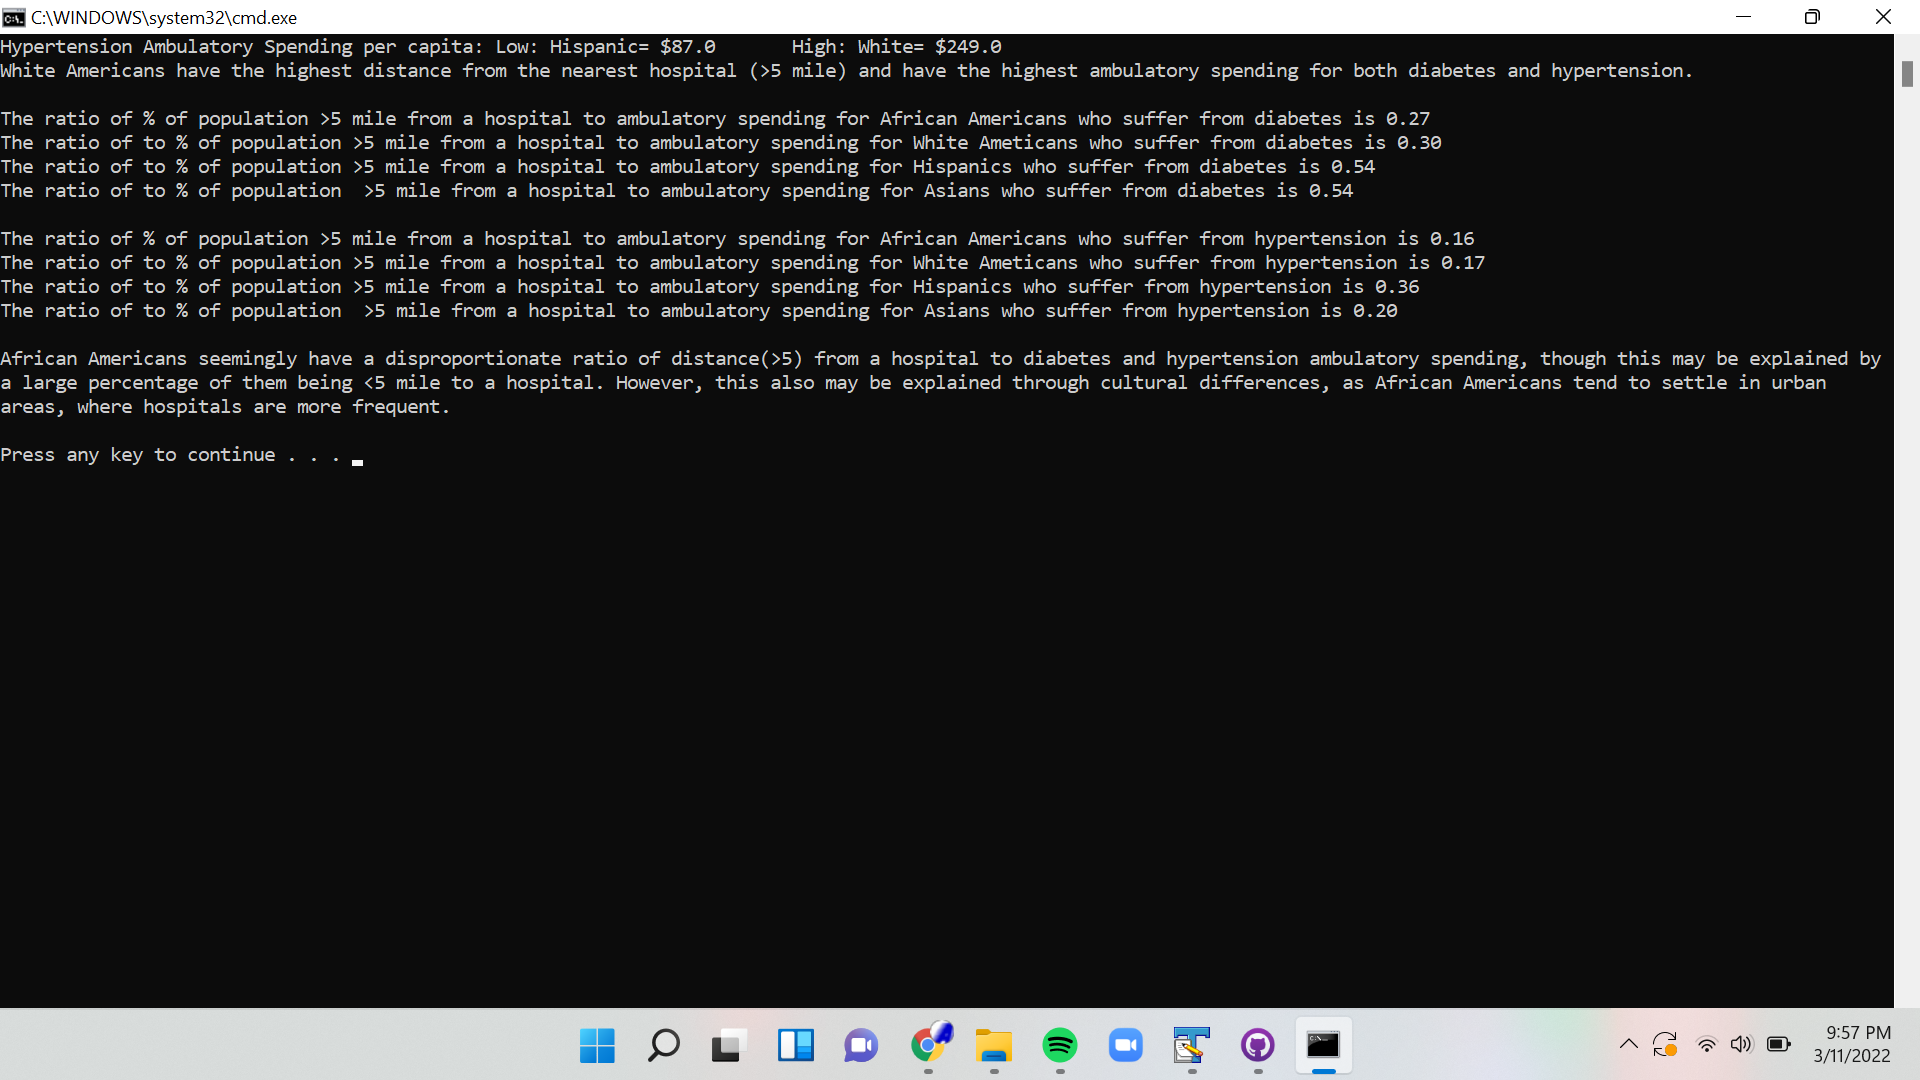 C:\WINDOWS\system32\cmd.exe
Hypertension Ambulatory Spending per capita: Low: Hispanic= $87.0       High: White= $249.0
White Americans have the highest distance from the nearest hospital (>5 mile) and have the highest ambulatory spending for both diabetes and hypertension.
The ratio of % of population >5 mile from a hospital to ambulatory spending for African Americans who suffer from diabetes is 0.27
The ratio of to % of population >5 mile from a hospital to ambulatory spending for White Ameticans who suffer from diabetes is 0.30
The ratio of to % of population >5 mile from a hospital to ambulatory spending for Hispanics who suffer from diabetes is 0.54
The ratio of to % of population  >5 mile from a hospital to ambulatory spending for Asians who suffer from diabetes is 0.54
The ratio of % of population >5 mile from a hospital to ambulatory spending for African Americans who suffer from hypertension is 0.16
The ratio of to % of population >5 mile from a hospital to ambulatory spending for White Ameticans who suffer from hypertension is 0.17
The ratio of to % of population >5 mile from a hospital to ambulatory spending for Hispanics who suffer from hypertension is 0.36
The ratio of to % of population  >5 mile from a hospital to ambulatory spending for Asians who suffer from hypertension is 0.20
African Americans seemingly have a disproportionate ratio of distance(>5) from a hospital to diabetes and hypertension ambulatory spending, though this may be explained by
a large percentage of them being <5 mile to a hospital. However, this also may be explained through cultural differences, as African Americans tend to settle in urban
areas, where hospitals are more frequent.
Press any key to continue . . .
9:57 PM
3/11/2022